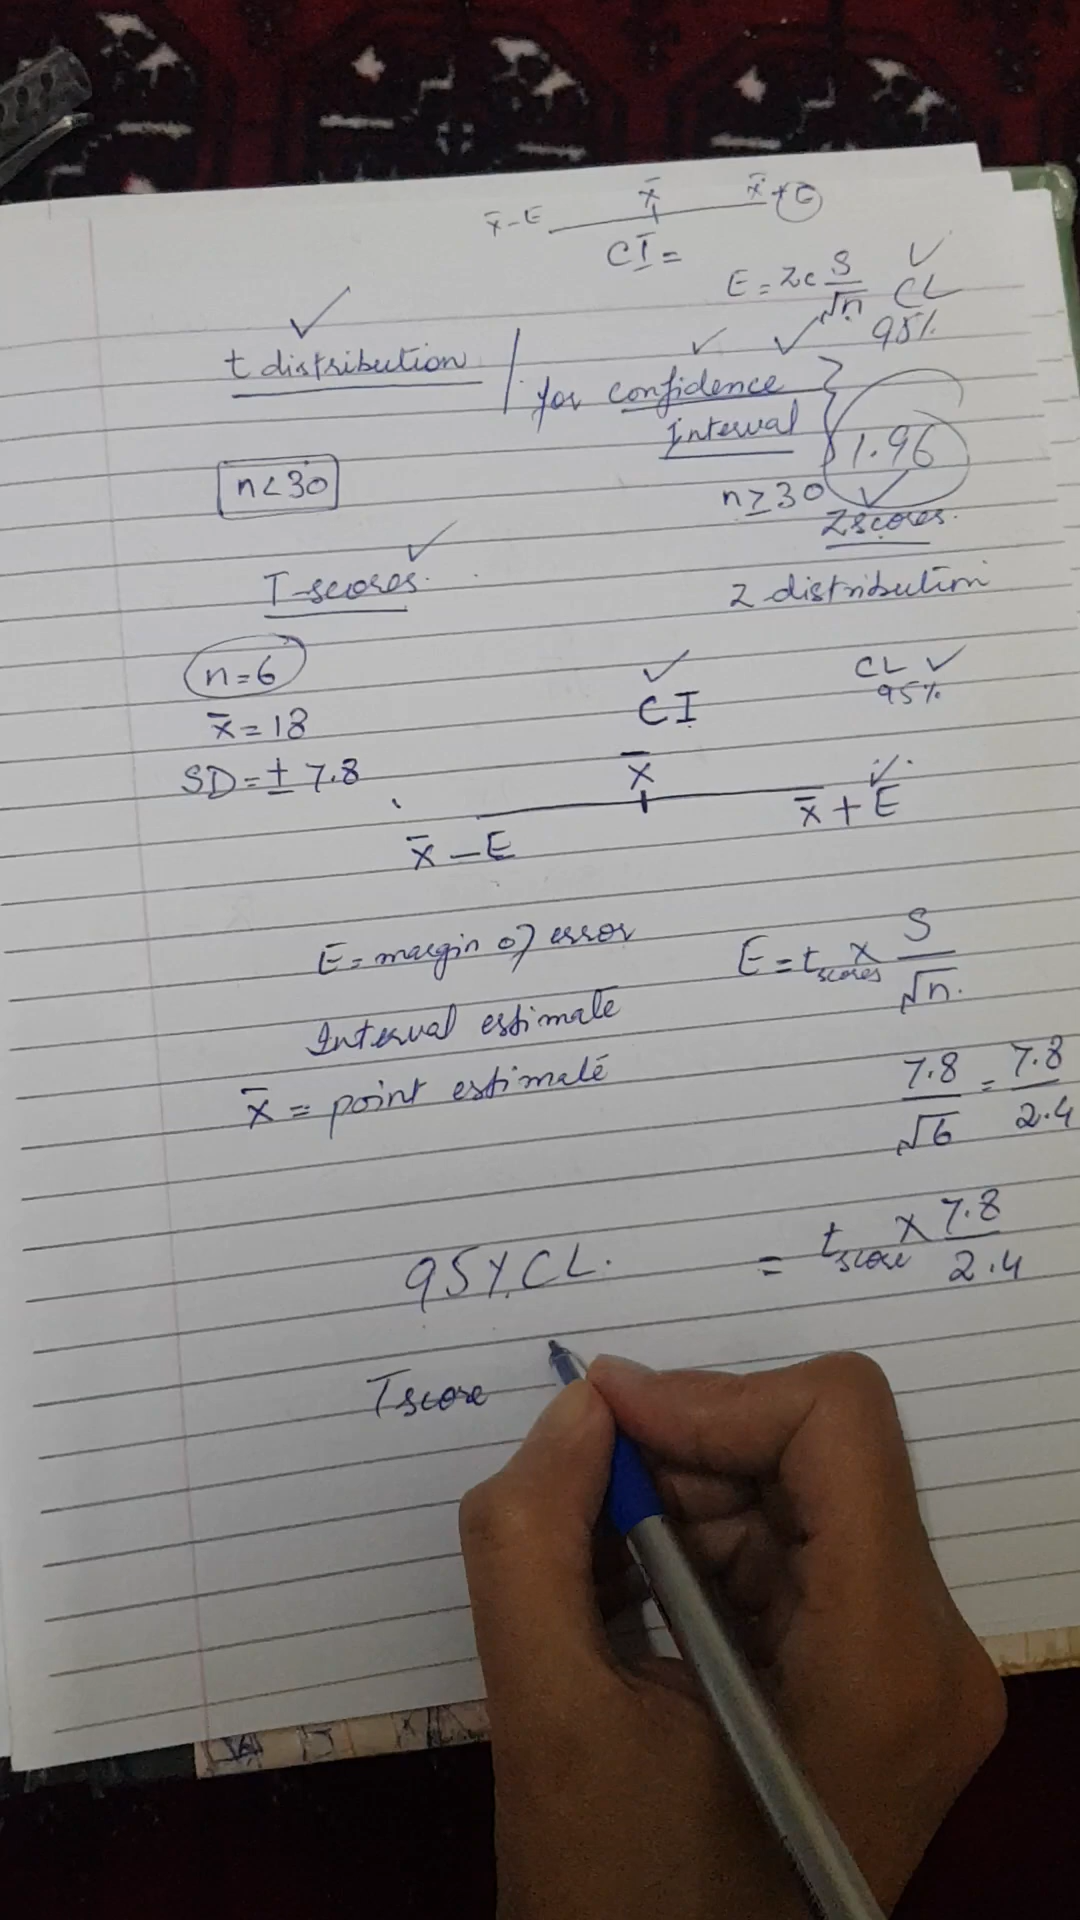 x̄-E x̄ x̄+E
CI=
E = Zc S/√n CL
95%
t distribution / for confidence
interval
1.96
n<30
n≥30
Z scores.
T-scores.
Z distribution
n=6
CL
95%
x̄=18
CI
SD=± 7.8
x̄
x̄ - E
x̄ + E
E= margin of error
E = t scores × S/√n.
Interval estimate
x̄ = point estimate
7.8/√6 = 7.8/2.4
95% CL.
= t score × 7.8/2.4
T score